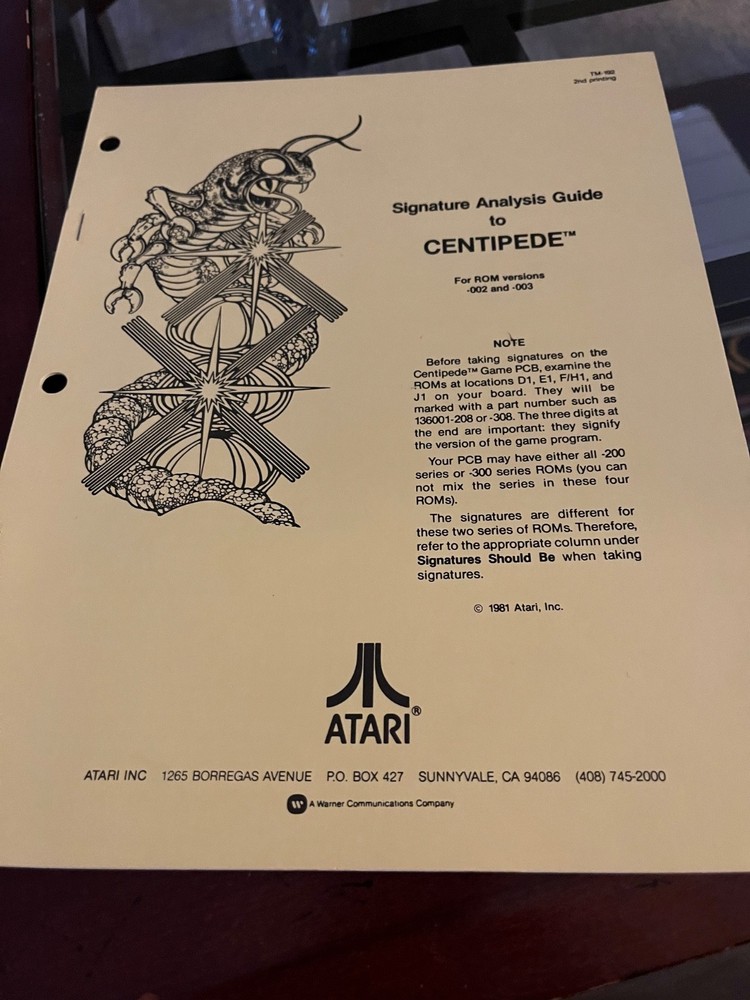 TM-192
2nd printing
Signature Analysis Guide
to
CENTIPEDE™
For ROM versions
-002 and -003
NOTE
Before taking signatures on the
Centipede™ Game PCB, examine the
ROMs at locations D1, E1, F/H1, and
J1 on your board. They will be
marked with a part number such as
136001-208 or -308. The three digits at
the end are important: they signify
the version of the game program.
Your PCB may have either all -200
series or -300 series ROMs (you can
not mix the series in these four
ROMs).
The signatures are different for
these two series of ROMs. Therefore,
refer to the appropriate column under
Signatures Should Be when taking
signatures.
© 1981 Atari, Inc.
ATARI®
ATARI INC 1265 BORREGAS AVENUE P.O. BOX 427 SUNNYVALE, CA 94086 (408) 745-2000
A Warner Communications Company